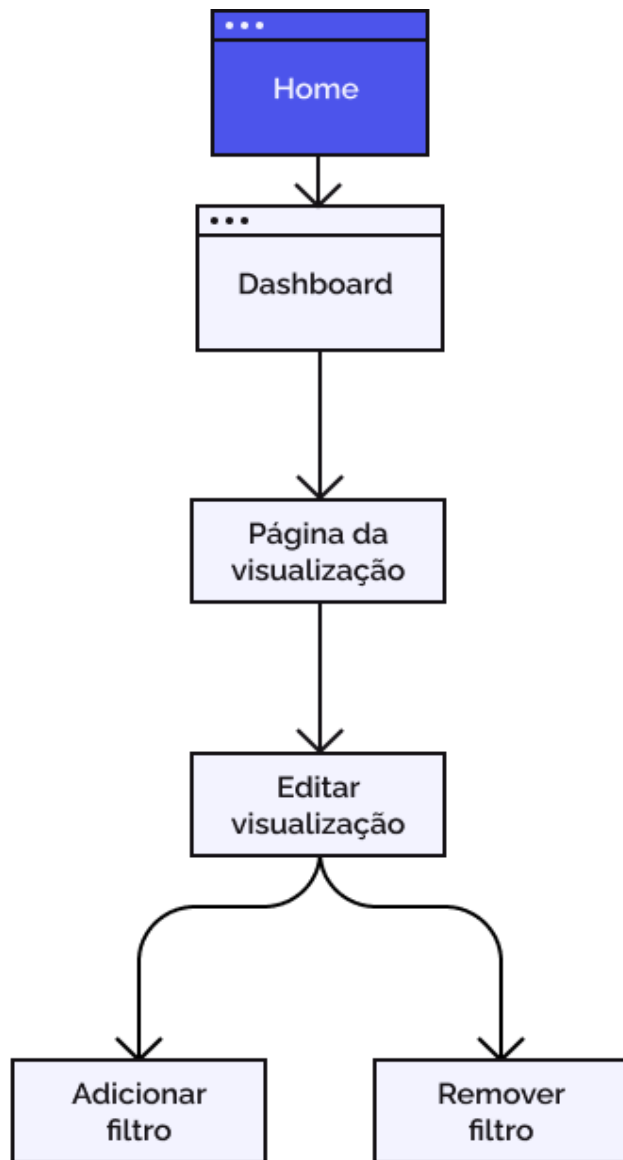 Home
Dashboard
Página da
visualização
Editar
visualização
Adicionar
filtro
Remover
filtro